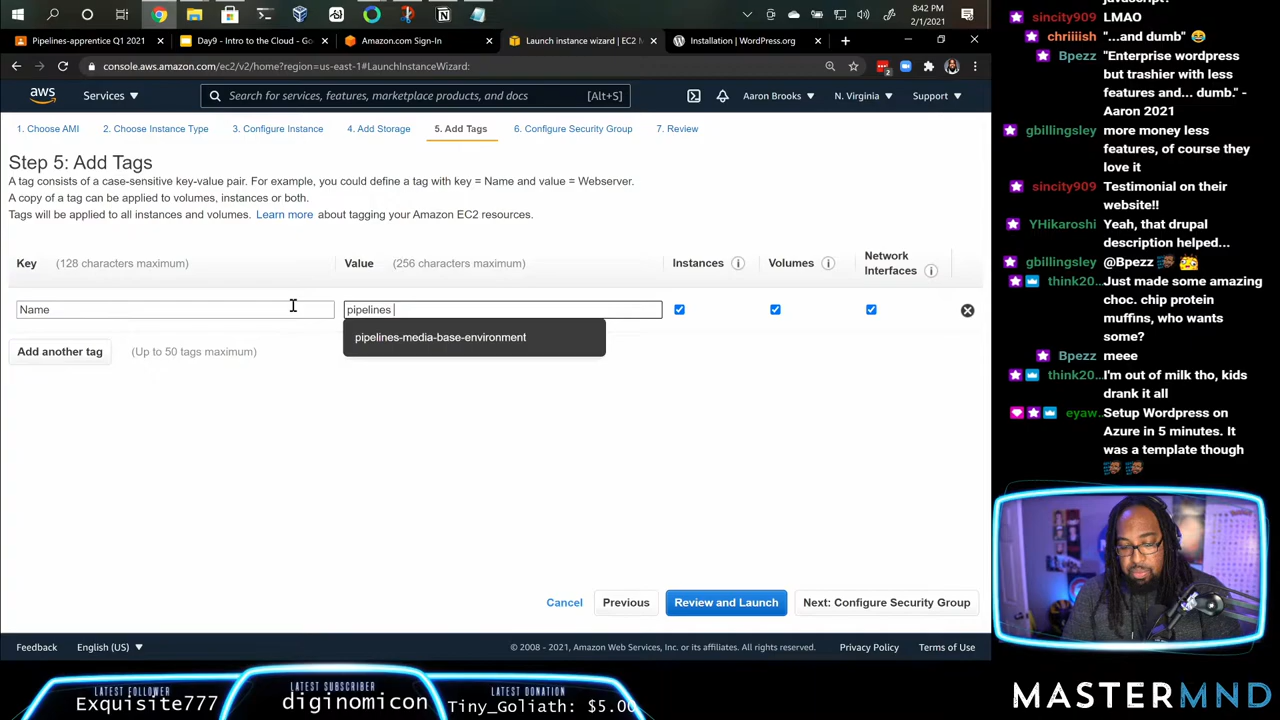 8:42 PM
2/1/2021
Pipelines-apprentice Q1 2021
Day9 - Intro to the Cloud - Go
Amazon.com Sign-In
Launch instance wizard | EC2 M
Installation | WordPress.org
console.aws.amazon.com/ec2/v2/home?region=us-east-1#LaunchInstanceWizard:
2
aws
Services
Search for services, features, marketplace products, and docs
[Alt+S]
Aaron Brooks
N. Virginia
Support
1. Choose AMI
2. Choose Instance Type
3. Configure Instance
4. Add Storage
5. Add Tags
6. Configure Security Group
7. Review
Step 5: Add Tags
A tag consists of a case-sensitive key-value pair. For example, you could define a tag with key = Name and value = Webserver.
A copy of a tag can be applied to volumes, instances or both.
Tags will be applied to all instances and volumes. Learn more about tagging your Amazon EC2 resources.
Key (128 characters maximum)
Value (256 characters maximum)
Instances
Volumes
Network
Interfaces
Name
pipelines
pipelines-media-base-environment
Add another tag
(Up to 50 tags maximum)
Cancel
Previous
Review and Launch
Next: Configure Security Group
Feedback
English (US)
© 2008 - 2021, Amazon Web Services, Inc. or its affiliates. All rights reserved.
Privacy Policy
Terms of Use
sincity909 LMAO
chriiiish "...and dumb"
Bpezz "Enterprise wordpress
but trashier with less
features and... dumb." -
Aaron 2021
gbillingsley more money less
features, of course they
love it
sincity909 Testimonial on their
website!!
YHikaroshi Yeah, that drupal
description helped...
gbillingsley @Bpezz
think20... Just made some amazing
choc. chip protein
muffins, who wants
some?
Bpezz meee
think20... I'm out of milk tho, kids
drank it all
eyaw... Setup Wordpress on
Azure in 5 minutes. It
was a template though
LATEST FOLLOWER
Exquisite777
LATEST SUBSCRIBER
diginomicon
LATEST DONATION
Tiny_Goliath: $5.00
MASTERMND